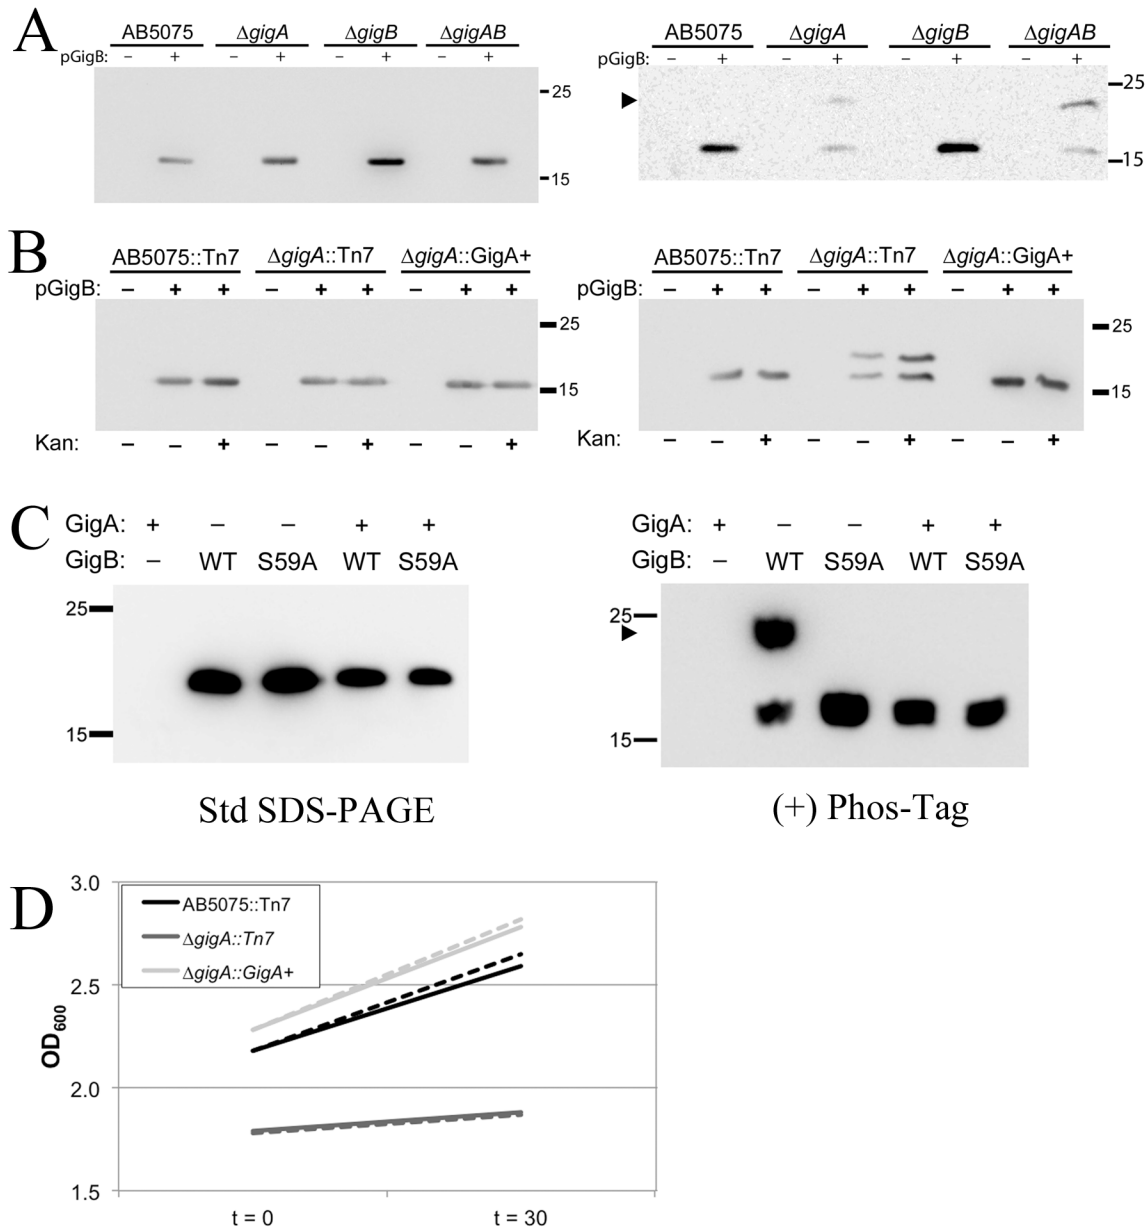 A
AB5075 ΔgigA ΔgigB ΔgigAB
pGigB: – + – + – + – +
25
15
AB5075 ΔgigA ΔgigB ΔgigAB
pGigB: – + – + – + – +
25
15
B
AB5075::Tn7 ΔgigA::Tn7 ΔgigA::GigA+
pGigB: – + + – + + – + +
25
15
Kan: – – + – – + – – +
AB5075::Tn7 ΔgigA::Tn7 ΔgigA::GigA+
pGigB: – + + – + + – + +
25
15
Kan: – – + – – + – – +
C
GigA: + – – + +
GigB: – WT S59A WT S59A
25
15
Std SDS-PAGE
GigA: + – – + +
GigB: – WT S59A WT S59A
25
15
(+) Phos-Tag
D
3.0
2.5
2.0
1.5
OD600
AB5075::Tn7
ΔgigA::Tn7
ΔgigA::GigA+
t = 0 t = 30